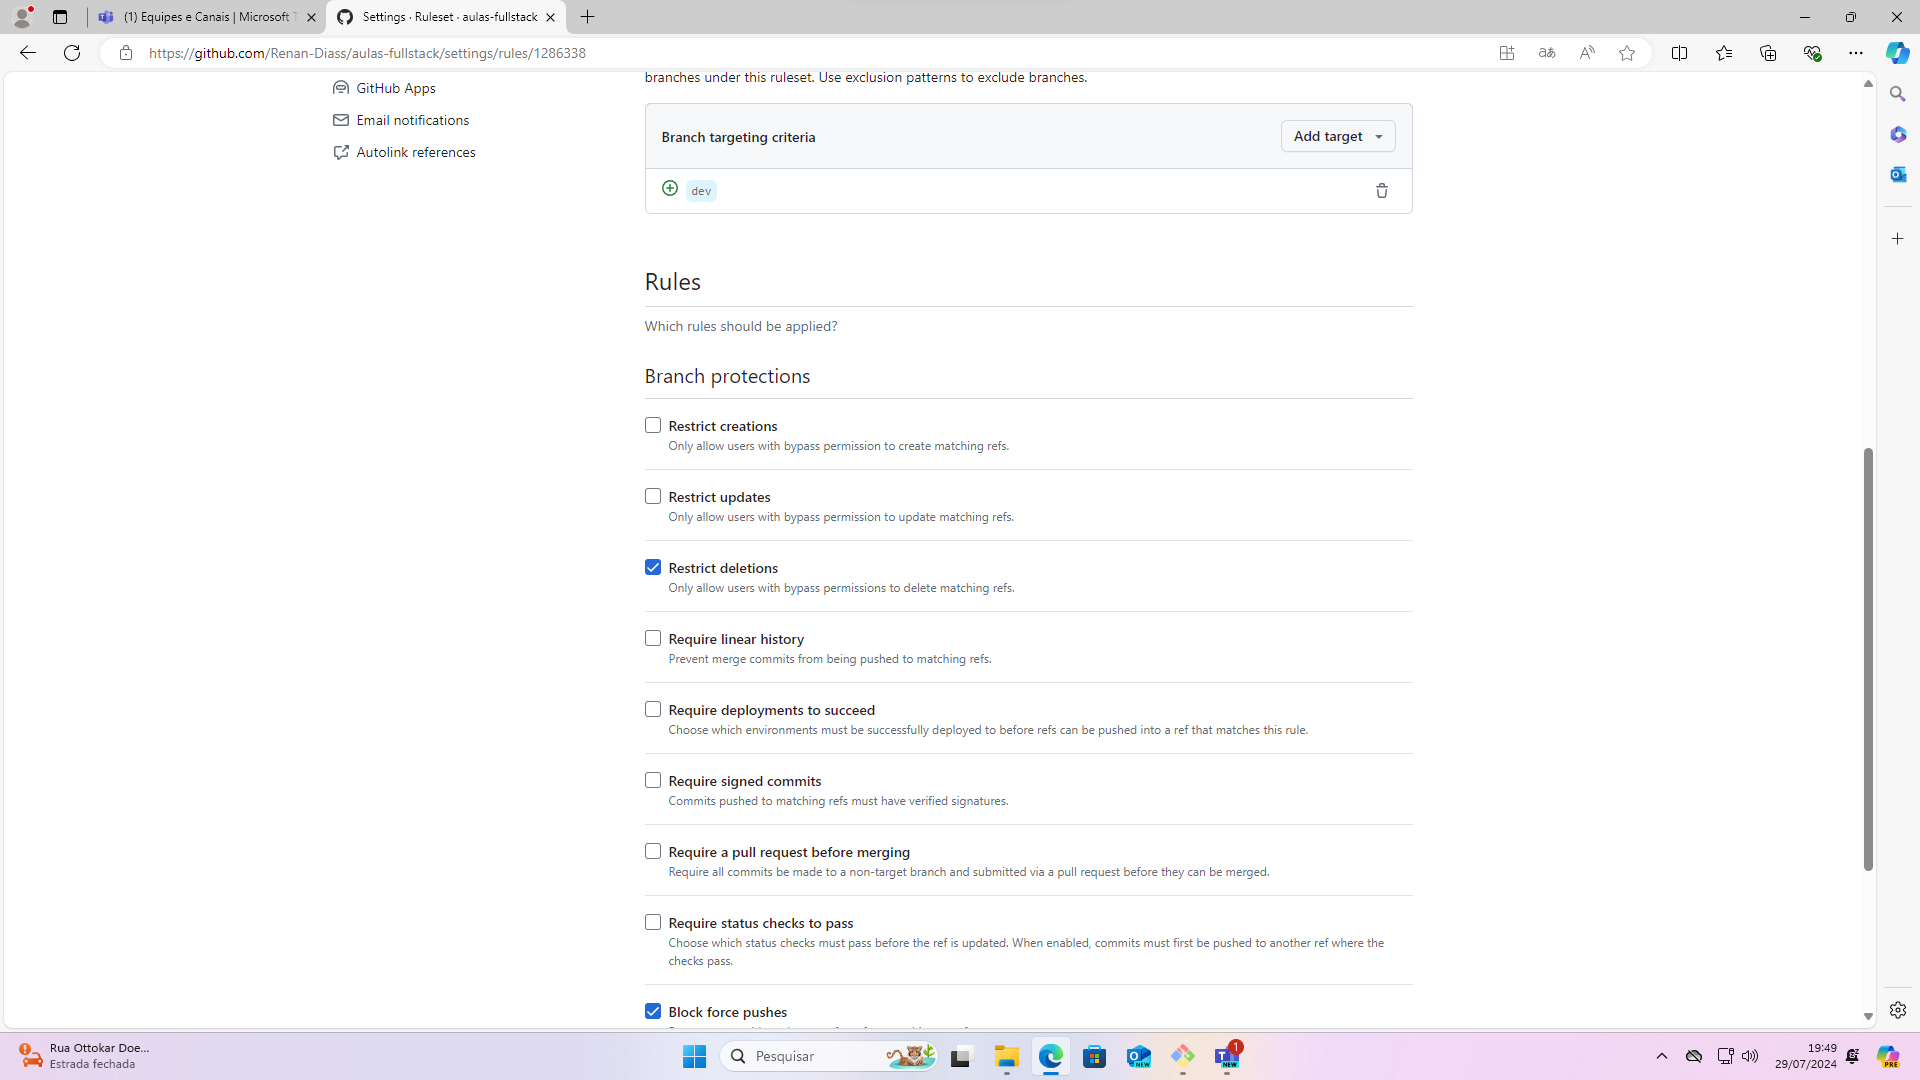 (1) Equipes e Canais | Microsoft T
Settings · Ruleset · aulas-fullstack
https://github.com/Renan-Diass/aulas-fullstack/settings/rules/1286338
GitHub Apps
Email notifications
Autolink references
branches under this ruleset. Use exclusion patterns to exclude branches.
Branch targeting criteria
Add target
dev
Rules
Which rules should be applied?
Branch protections
Restrict creations
Only allow users with bypass permission to create matching refs.
Restrict updates
Only allow users with bypass permission to update matching refs.
Restrict deletions
Only allow users with bypass permissions to delete matching refs.
Require linear history
Prevent merge commits from being pushed to matching refs.
Require deployments to succeed
Choose which environments must be successfully deployed to before refs can be pushed into a ref that matches this rule.
Require signed commits
Commits pushed to matching refs must have verified signatures.
Require a pull request before merging
Require all commits be made to a non-target branch and submitted via a pull request before they can be merged.
Require status checks to pass
Choose which status checks must pass before the ref is updated. When enabled, commits must first be pushed to another ref where the
checks pass.
Block force pushes
Rua Ottokar Doe...
Estrada fechada
Pesquisar
NEW
NEW
1
19:49
29/07/2024
PRE